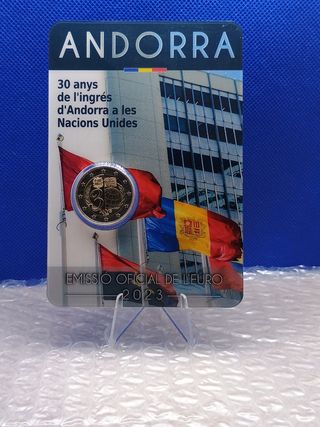 ANDORRA
30 anys
de l'ingrés
d'Andorra a les
Nacions Unides
EMISSIÓ OFICIAL DE L'EURO
2023